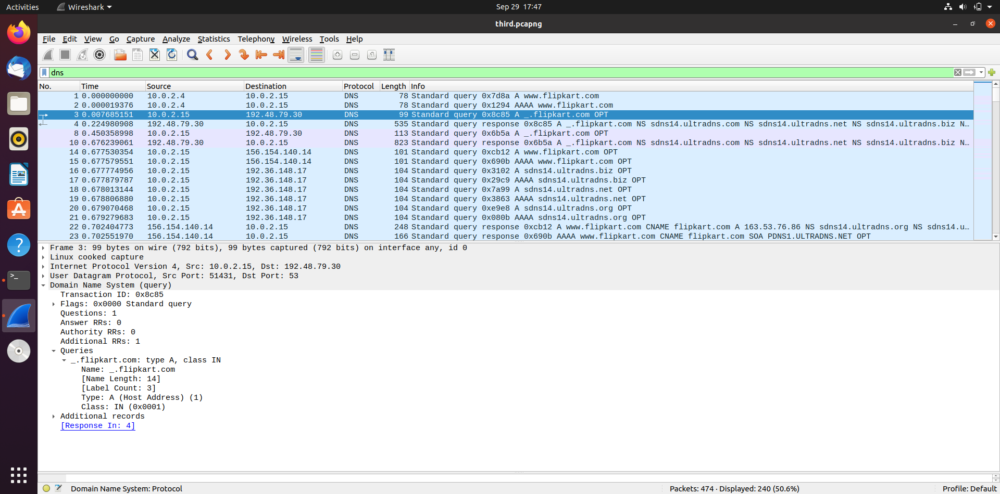 Activities Wireshark Sep 29 17:47
third.pcapng
File Edit View Go Capture Analyze Statistics Telephony Wireless Tools Help
dns
No. Time Source Destination Protocol Length Info
1 0.000000000 10.0.2.4 10.0.2.15 DNS 78 Standard query 0x7d8a A www.flipkart.com
2 0.000019376 10.0.2.4 10.0.2.15 DNS 78 Standard query 0x1294 AAAA www.flipkart.com
3 0.007685151 10.0.2.15 192.48.79.30 DNS 99 Standard query 0x8c85 A _.flipkart.com OPT
4 0.224980908 192.48.79.30 10.0.2.15 DNS 535 Standard query response 0x8c85 A _.flipkart.com NS sdns14.ultradns.com NS sdns14.ultradns.net NS sdns14.ultradns.biz N…
8 0.450358998 10.0.2.15 192.48.79.30 DNS 113 Standard query 0x6b5a A _.flipkart.com OPT
10 0.676239061 192.48.79.30 10.0.2.15 DNS 823 Standard query response 0x6b5a A _.flipkart.com NS sdns14.ultradns.com NS sdns14.ultradns.net NS sdns14.ultradns.biz N…
14 0.677530354 10.0.2.15 156.154.140.14 DNS 101 Standard query 0xcb12 A www.flipkart.com OPT
15 0.677579551 10.0.2.15 156.154.140.14 DNS 101 Standard query 0x690b AAAA www.flipkart.com OPT
16 0.677774956 10.0.2.15 192.36.148.17 DNS 104 Standard query 0x3102 A sdns14.ultradns.biz OPT
17 0.677879787 10.0.2.15 192.36.148.17 DNS 104 Standard query 0x29c9 AAAA sdns14.ultradns.biz OPT
18 0.678013144 10.0.2.15 192.36.148.17 DNS 104 Standard query 0x7a99 A sdns14.ultradns.net OPT
19 0.678806880 10.0.2.15 192.36.148.17 DNS 104 Standard query 0x3863 AAAA sdns14.ultradns.net OPT
20 0.679070468 10.0.2.15 192.36.148.17 DNS 104 Standard query 0xe9e8 A sdns14.ultradns.org OPT
21 0.679279683 10.0.2.15 192.36.148.17 DNS 104 Standard query 0x080b AAAA sdns14.ultradns.org OPT
22 0.702404773 156.154.140.14 10.0.2.15 DNS 248 Standard query response 0xcb12 A www.flipkart.com CNAME flipkart.com A 163.53.76.86 NS sdns14.ultradns.org NS sdns14.u…
23 0.702551970 156.154.140.14 10.0.2.15 DNS 166 Standard query response 0x690b AAAA www.flipkart.com CNAME flipkart.com SOA PDNS1.ULTRADNS.NET OPT
Frame 3: 99 bytes on wire (792 bits), 99 bytes captured (792 bits) on interface any, id 0
Linux cooked capture
Internet Protocol Version 4, Src: 10.0.2.15, Dst: 192.48.79.30
User Datagram Protocol, Src Port: 51431, Dst Port: 53
Domain Name System (query)
Transaction ID: 0x8c85
Flags: 0x0000 Standard query
Questions: 1
Answer RRs: 0
Authority RRs: 0
Additional RRs: 1
Queries
_.flipkart.com: type A, class IN
Name: _.flipkart.com
[Name Length: 14]
[Label Count: 3]
Type: A (Host Address) (1)
Class: IN (0x0001)
Additional records
[Response In: 4]
Domain Name System: Protocol Packets: 474 · Displayed: 240 (50.6%) Profile: Default